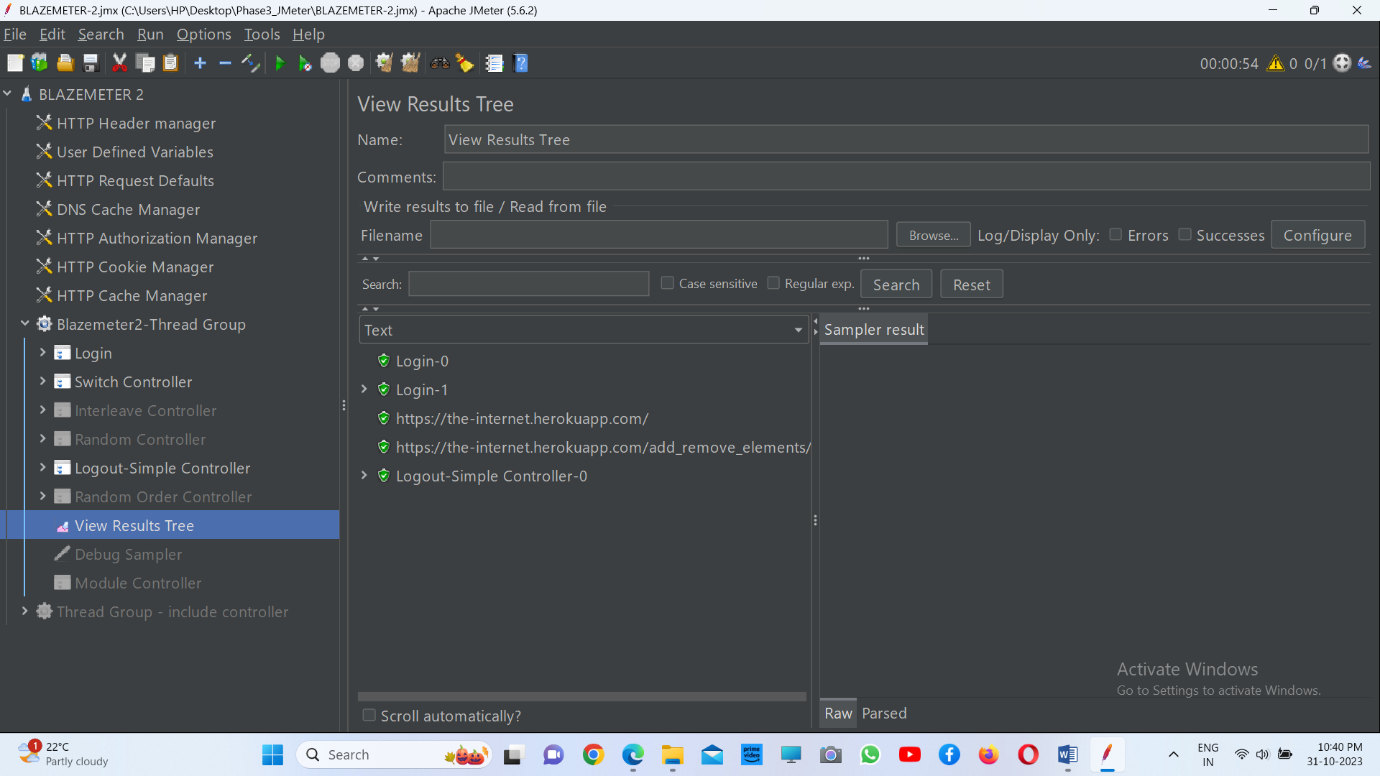 BLAZEMETER-2.jmx (C:\Users\HP\Desktop\Phase3_JMeter\BLAZEMETER-2.jmx) - Apache JMeter (5.6.2)
File Edit Search Run Options Tools Help
00:00:54 0 0/1
BLAZEMETER 2
HTTP Header manager
User Defined Variables
HTTP Request Defaults
DNS Cache Manager
HTTP Authorization Manager
HTTP Cookie Manager
HTTP Cache Manager
Blazemeter2-Thread Group
Login
Switch Controller
Interleave Controller
Random Controller
Logout-Simple Controller
Random Order Controller
View Results Tree
Debug Sampler
Module Controller
Thread Group - include controller
View Results Tree
Name: View Results Tree
Comments:
Write results to file / Read from file
Filename Browse... Log/Display Only: Errors Successes Configure
Search: Case sensitive Regular exp. Search Reset
Text
Login-0
Login-1
https://the-internet.herokuapp.com/
https://the-internet.herokuapp.com/add_remove_elements/
Logout-Simple Controller-0
Scroll automatically?
Sampler result
Activate Windows
Go to Settings to activate Windows.
Raw Parsed
1
22°C
Partly cloudy
Search
prime video
ENG
IN
10:40 PM
31-10-2023